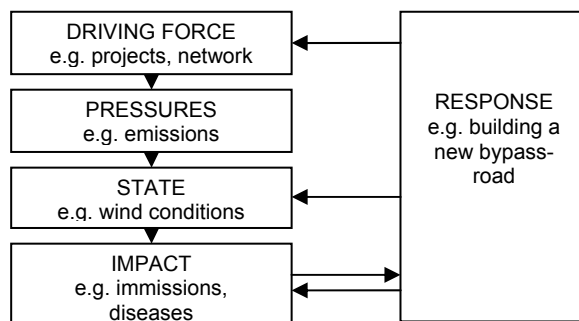 DRIVING FORCE
e.g. projects, network
PRESSURES
e.g. emissions
STATE
e.g. wind conditions
IMPACT
e.g. immissions,
diseases
RESPONSE
e.g. building a
new bypass-
road